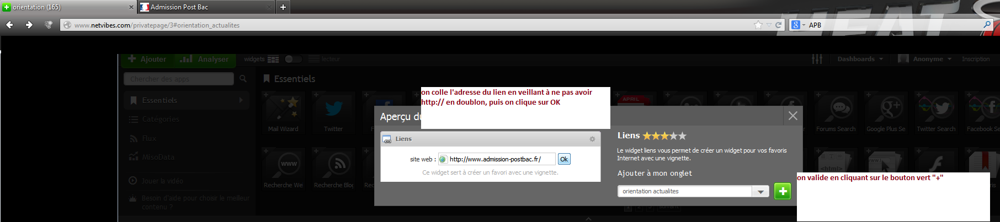 orientation (165)
Admission Post Bac
www.netvibes.com/privatepage/3#orientation_actualites
APB
Ajouter
Analyser
widgets
lecteur
Dashboards
Anonyme
Inscription
Chercher des apps
Essentiels
Essentiels
Catégories
Flux
MisoData
Jouer la vidéo
Besoin d'aide pour choisir le meilleur
contenu ?
Mail Wizard
Twitter
APRIL
Forums Search
Google Plus Se
Twitter Search
Facebook Se
www
Recherche We
Recherche Blog
<html>
www
on colle l'adresse du lien en veillant à ne pas avoir
http:// en doublon, puis on clique sur OK
Aperçu du
Liens
site web :
http://www.admission-postbac.fr/
Ok
Ce widget sert à créer un favori avec une vignette.
Liens
Le widget liens vous permet de créer un widget pour vos favoris
Internet avec une vignette.
Ajouter à mon onglet
orientation actualites
on valide en cliquant sur le bouton vert "+"
1 2 3 suivant